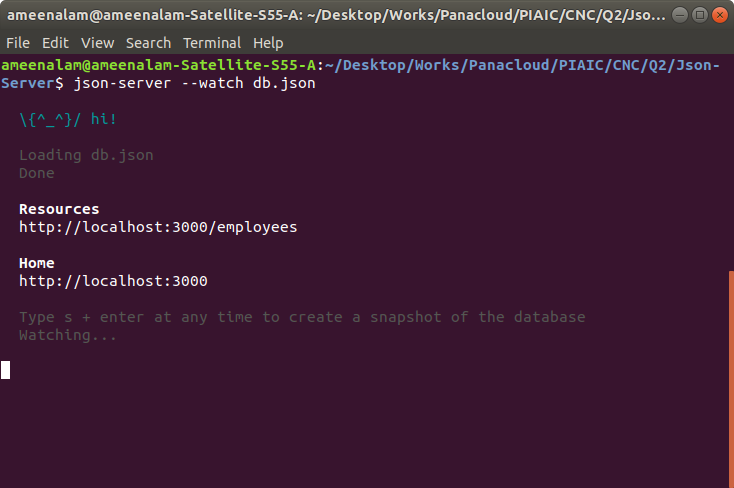 ameenalam@ameenalam-Satellite-S55-A: ~/Desktop/Works/Panacloud/PIAIC/CNC/Q2/Jso...
File Edit View Search Terminal Help
ameenalam@ameenalam-Satellite-S55-A:~/Desktop/Works/Panacloud/PIAIC/CNC/Q2/Json-
Server$ json-server --watch db.json
\{^_^}/ hi!
Loading db.json
Done
Resources
http://localhost:3000/employees
Home
http://localhost:3000
Type s + enter at any time to create a snapshot of the database
Watching...